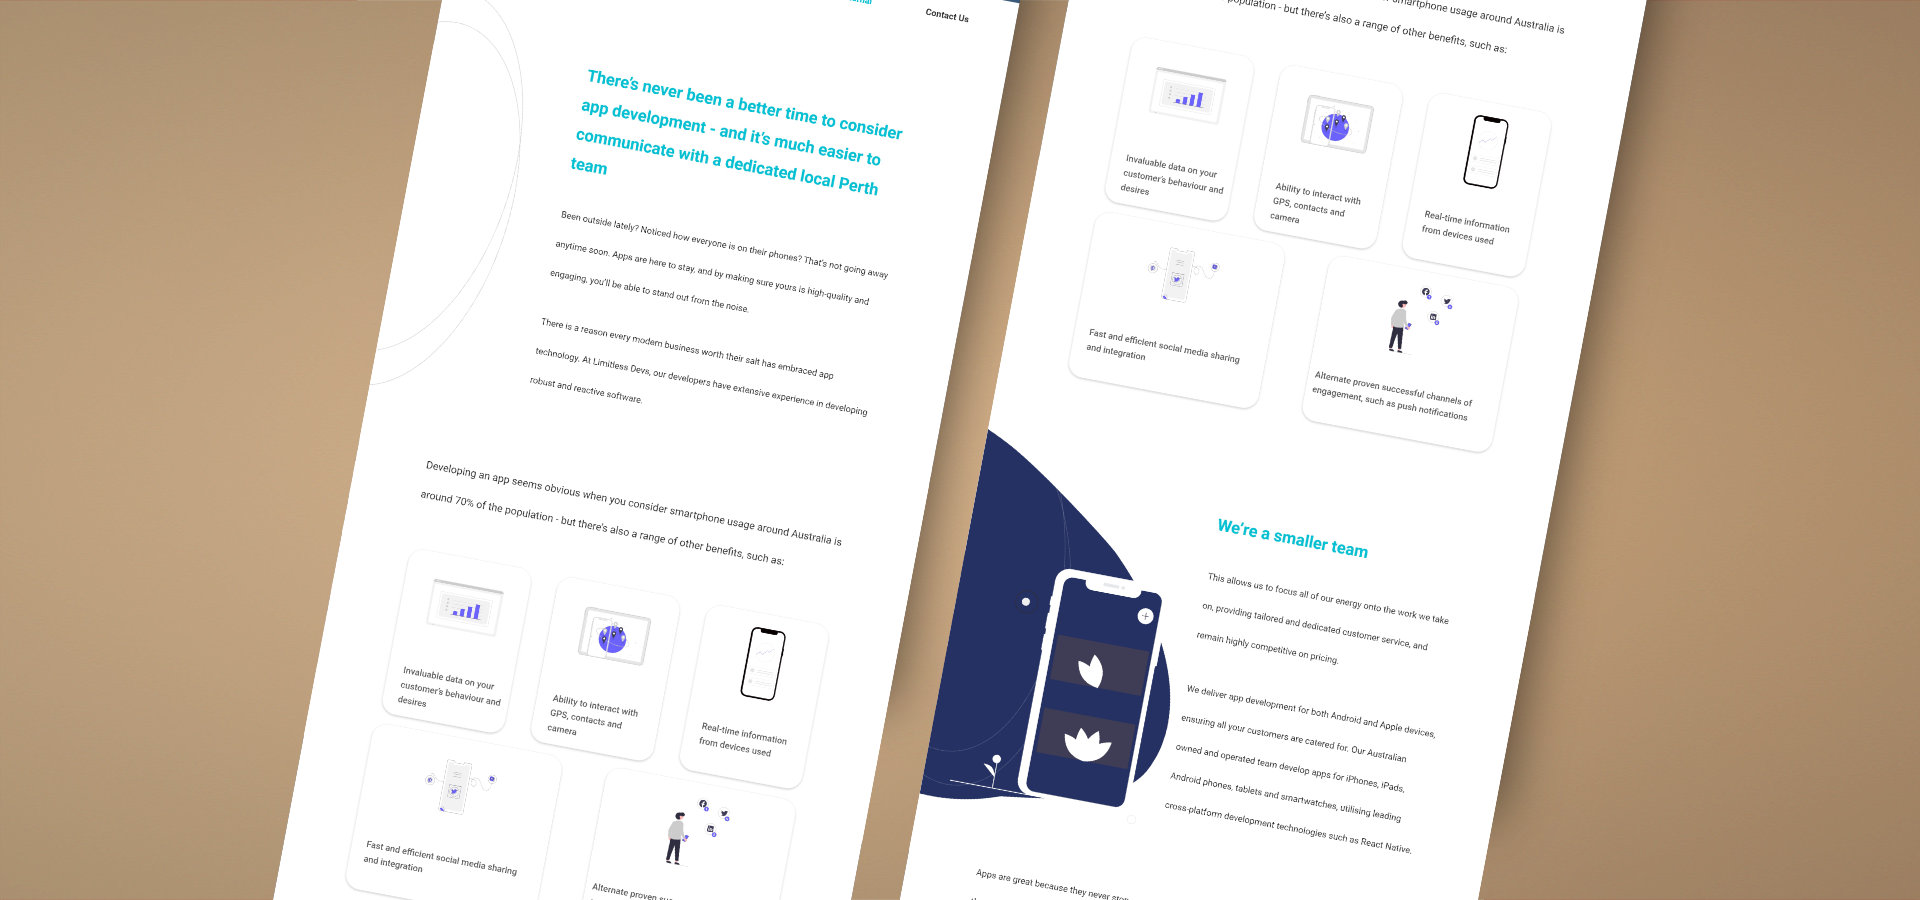 Contact Us
There's never been a better time to consider
app development - and it's much easier to
communicate with a dedicated local Perth
team
Been outside lately? Noticed how everyone is on their phones? That's not going away
anytime soon. Apps are here to stay, and by making sure yours is high-quality and
engaging, you'll be able to stand out from the noise.
There is a reason every modern business worth their salt has embraced app
technology. At Limitless Devs, our developers have extensive experience in developing
robust and reactive software.
Developing an app seems obvious when you consider smartphone usage around Australia is
around 70% of the population - but there's also a range of other benefits, such as:
Invaluable data on your
customer's behaviour and
desires
Ability to interact with
GPS, contacts and
camera
Real-time information
from devices used
Fast and efficient social media sharing
and integration
Alternate proven
smartphone usage around Australia is
population - but there's also a range of other benefits, such as:
Invaluable data on your
customer's behaviour and
desires
Ability to interact with
GPS, contacts and
camera
Real-time information
from devices used
Fast and efficient social media sharing
and integration
Alternate proven successful channels of
engagement, such as push notifications
We're a smaller team
This allows us to focus all of our energy onto the work we take
on, providing tailored and dedicated customer service, and
remain highly competitive on pricing.
We deliver app development for both Android and Apple devices,
ensuring all your customers are catered for. Our Australian
owned and operated team develop apps for iPhones, iPads,
Android phones, tablets and smartwatches, utilising leading
cross-platform development technologies such as React Native.
Apps are great because they never stop